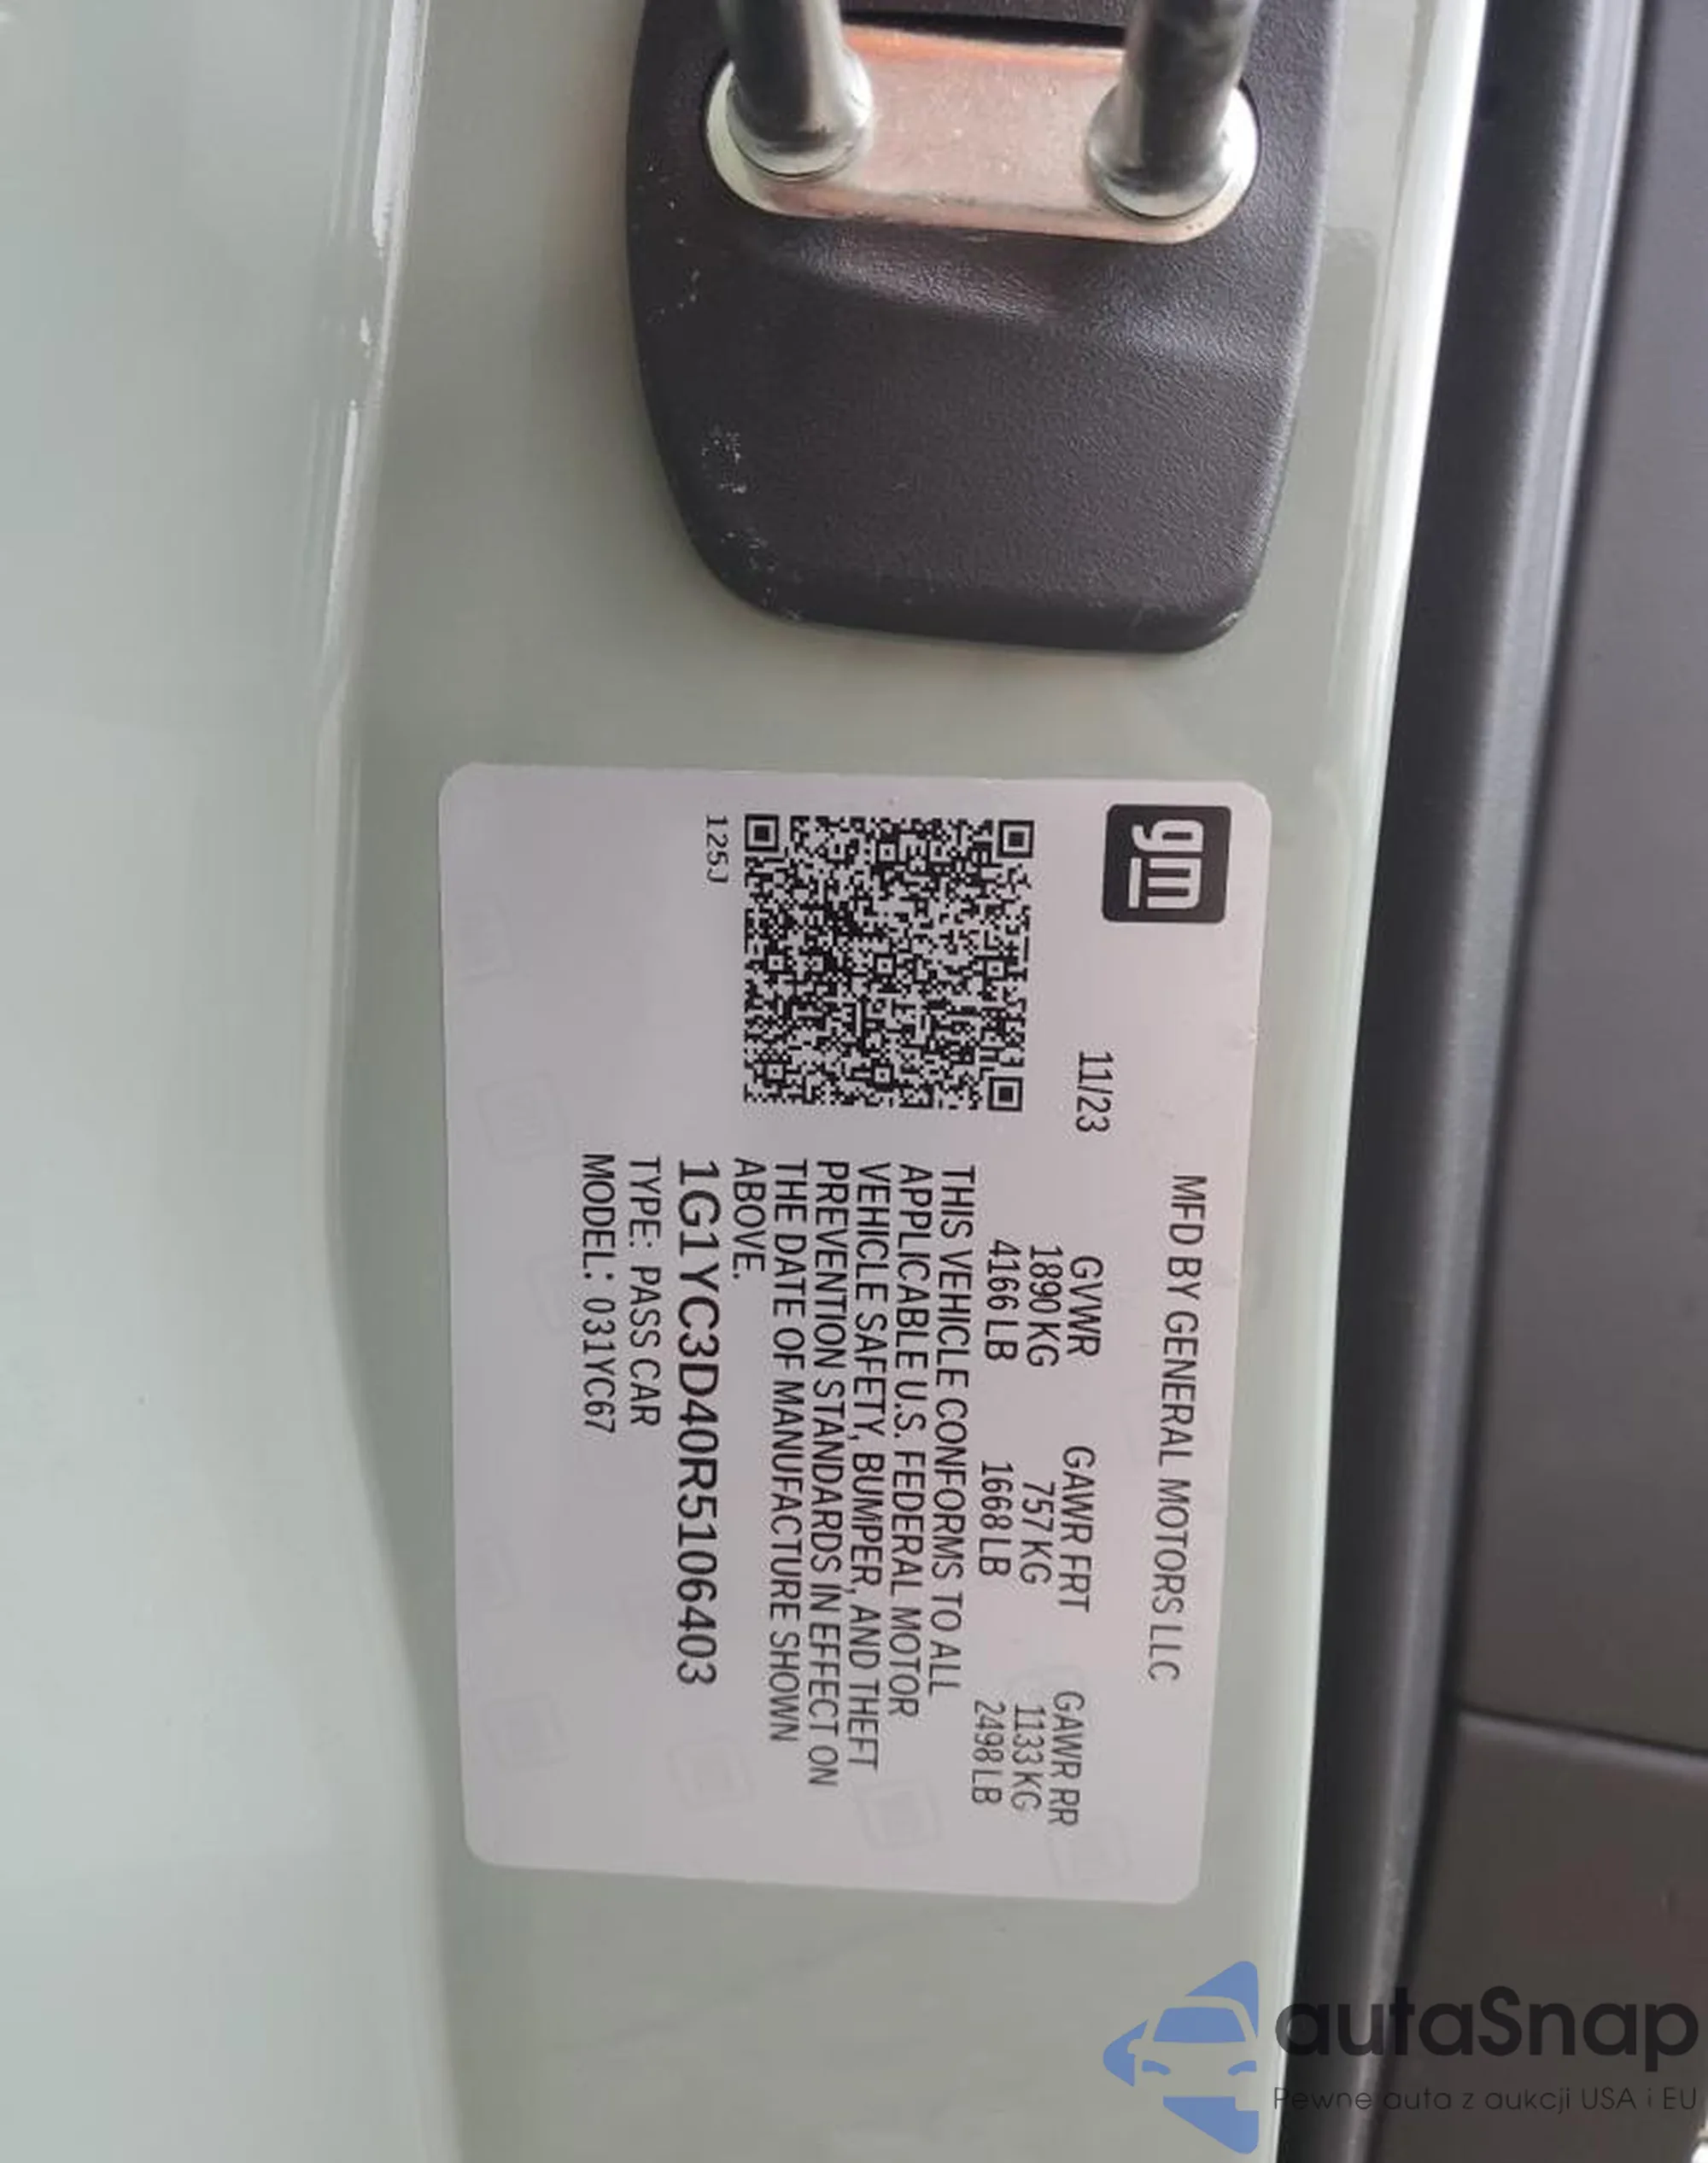 gm
MFD BY GENERAL MOTORS LLC
11/23
GVWR GAWR FRT GAWR RR
1890 KG 757 KG 1133 KG
4166 LB 1668 LB 2498 LB
THIS VEHICLE CONFORMS TO ALL
APPLICABLE U.S. FEDERAL MOTOR
VEHICLE SAFETY, BUMPER, AND THEFT
PREVENTION STANDARDS IN EFFECT ON
THE DATE OF MANUFACTURE SHOWN
ABOVE.
125J
1G1YC3D40R5106403
TYPE: PASS CAR
MODEL: 031YC67
autaSnap
Pewne auta z aukcji USA i EU